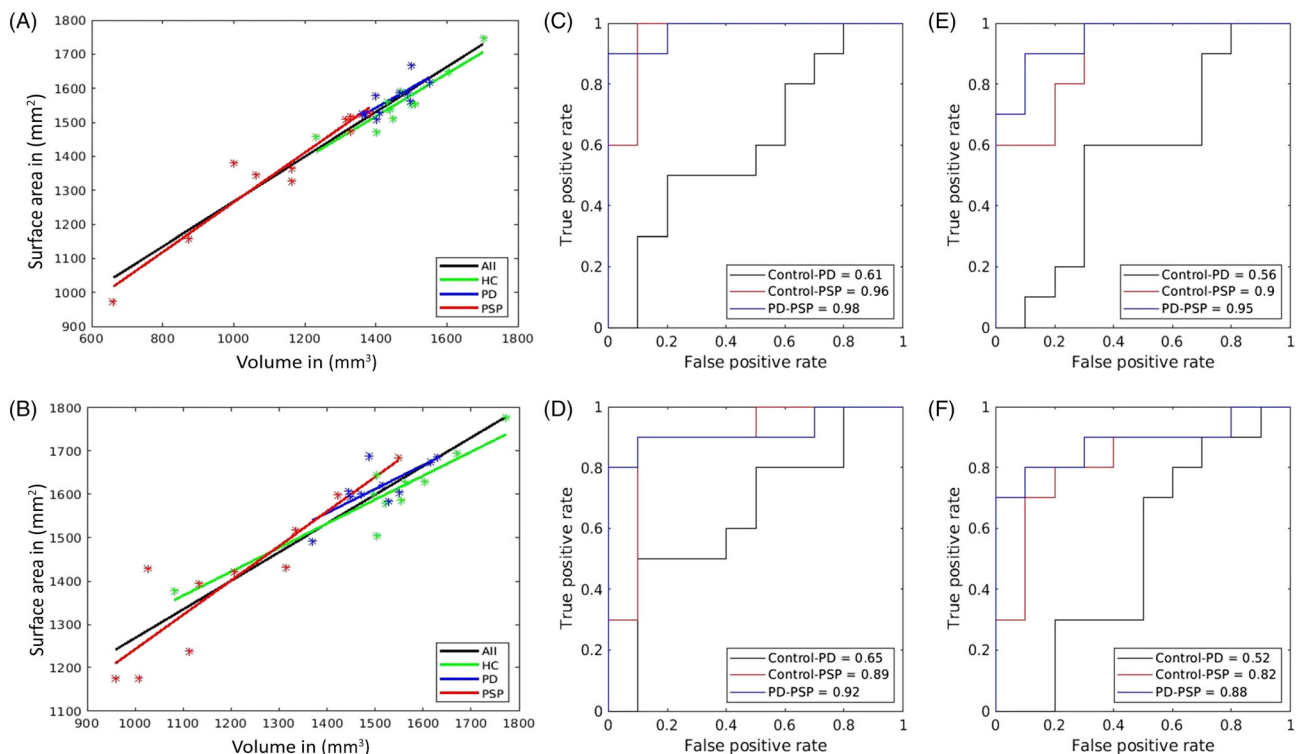 (A)
1800
1700
1600
1500
1400
1300
1200
1100
1000
900
Surface area in (mm²)
600
800
1000
1200
1400
1600
1800
Volume in (mm³)
All
HC
PD
PSP
(C)
1
0.8
0.6
0.4
0.2
0
True positive rate
0
0.2
0.4
0.6
0.8
1
False positive rate
Control-PD = 0.61
Control-PSP = 0.96
PD-PSP = 0.98
(E)
1
0.8
0.6
0.4
0.2
0
True positive rate
0
0.2
0.4
0.6
0.8
1
False positive rate
Control-PD = 0.56
Control-PSP = 0.9
PD-PSP = 0.95
(B)
1800
1700
1600
1500
1400
1300
1200
1100
Surface area in (mm²)
900
1000
1100
1200
1300
1400
1500
1600
1700
1800
Volume in (mm³)
All
HC
PD
PSP
(D)
1
0.8
0.6
0.4
0.2
0
True positive rate
0
0.2
0.4
0.6
0.8
1
False positive rate
Control-PD = 0.65
Control-PSP = 0.89
PD-PSP = 0.92
(F)
1
0.8
0.6
0.4
0.2
0
True positive rate
0
0.2
0.4
0.6
0.8
1
False positive rate
Control-PD = 0.52
Control-PSP = 0.82
PD-PSP = 0.88